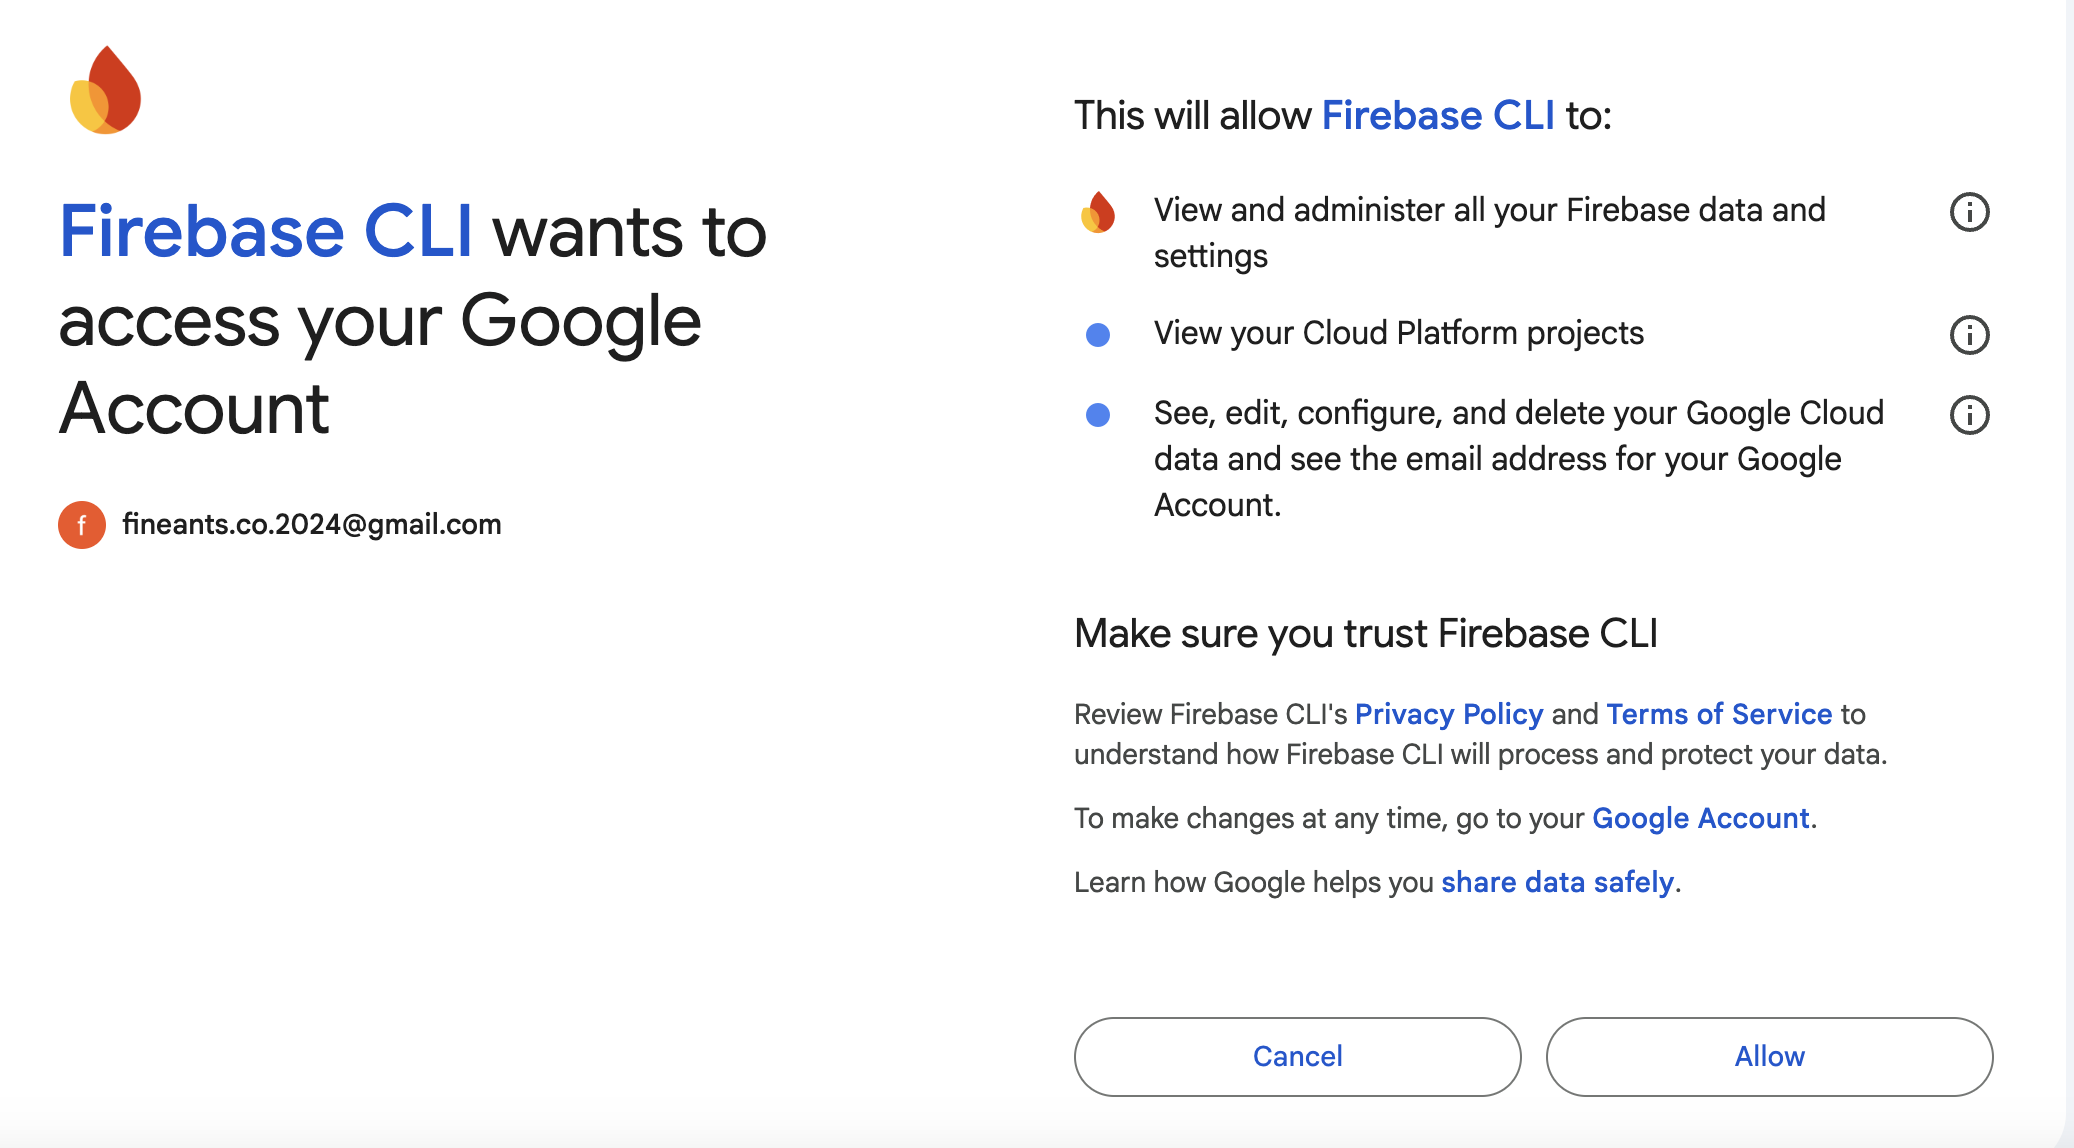 Firebase CLI wants to
access your Google
Account
f
fineants.co.2024@gmail.com
This will allow Firebase CLI to:
View and administer all your Firebase data and
settings
View your Cloud Platform projects
See, edit, configure, and delete your Google Cloud
data and see the email address for your Google
Account.
Make sure you trust Firebase CLI
Review Firebase CLI's Privacy Policy and Terms of Service to
understand how Firebase CLI will process and protect your data.
To make changes at any time, go to your Google Account.
Learn how Google helps you share data safely.
Cancel
Allow